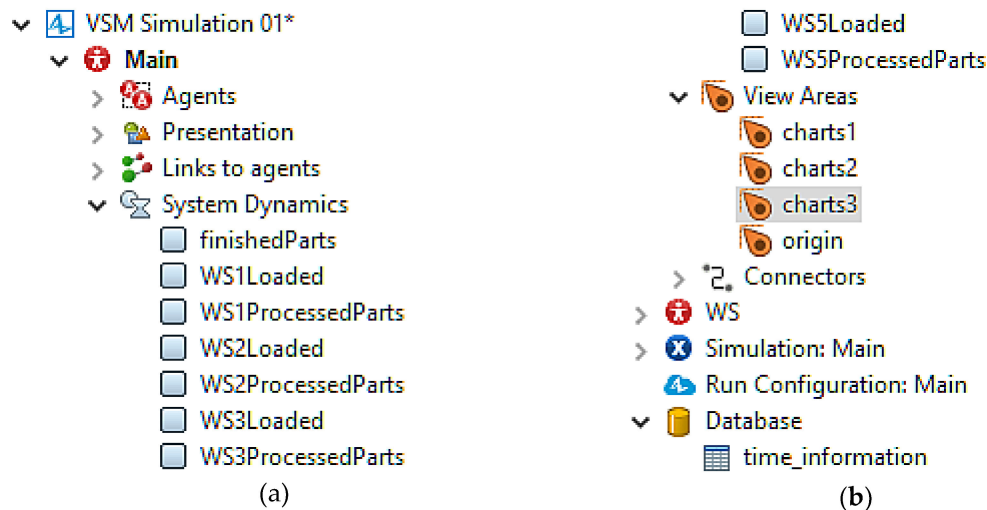 VSM Simulation 01*
Main
Agents
Presentation
Links to agents
System Dynamics
finishedParts
WS1Loaded
WS1ProcessedParts
WS2Loaded
WS2ProcessedParts
WS3Loaded
WS3ProcessedParts
(a)
WS5Loaded
WS5ProcessedParts
View Areas
charts1
charts2
charts3
origin
Connectors
WS
Simulation: Main
Run Configuration: Main
Database
time_information
(b)